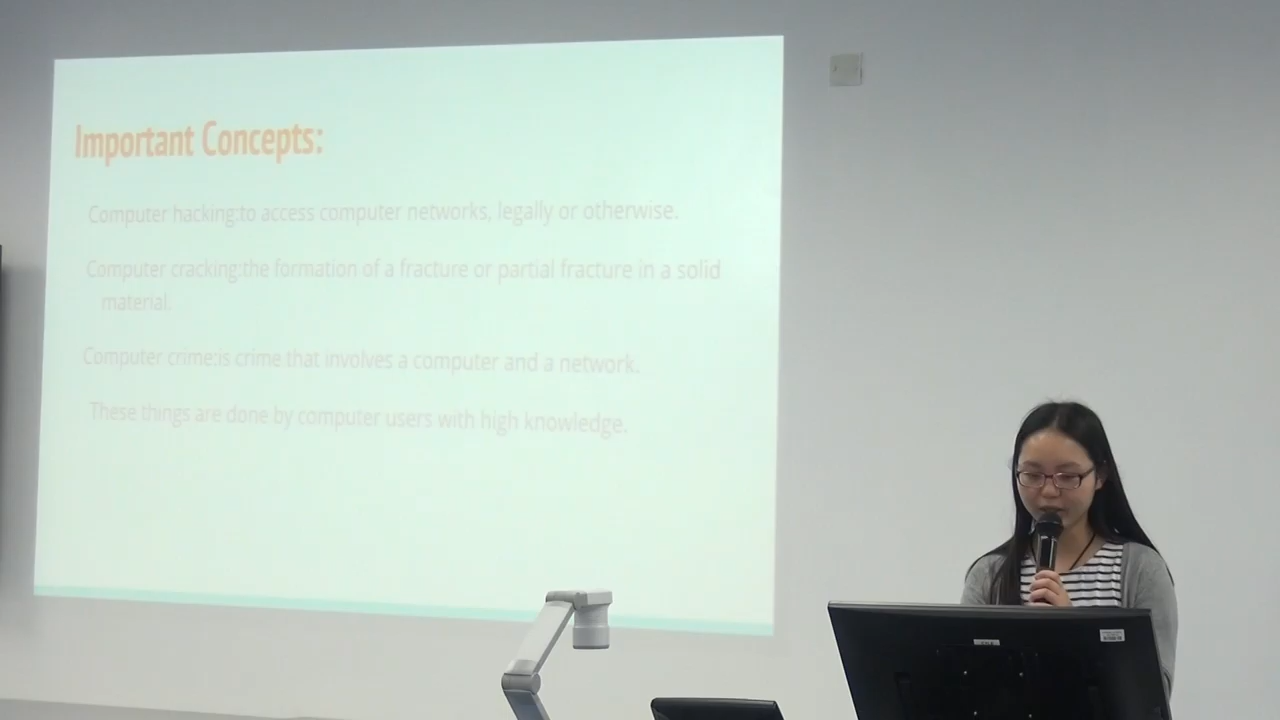 Important Concepts:
Computer hacking:to access computer networks, legally or otherwise.
Computer cracking:the formation of a fracture or partial fracture in a solid
material.
Computer crime:is crime that involves a computer and a network.
These things are done by computer users with high knowledge.